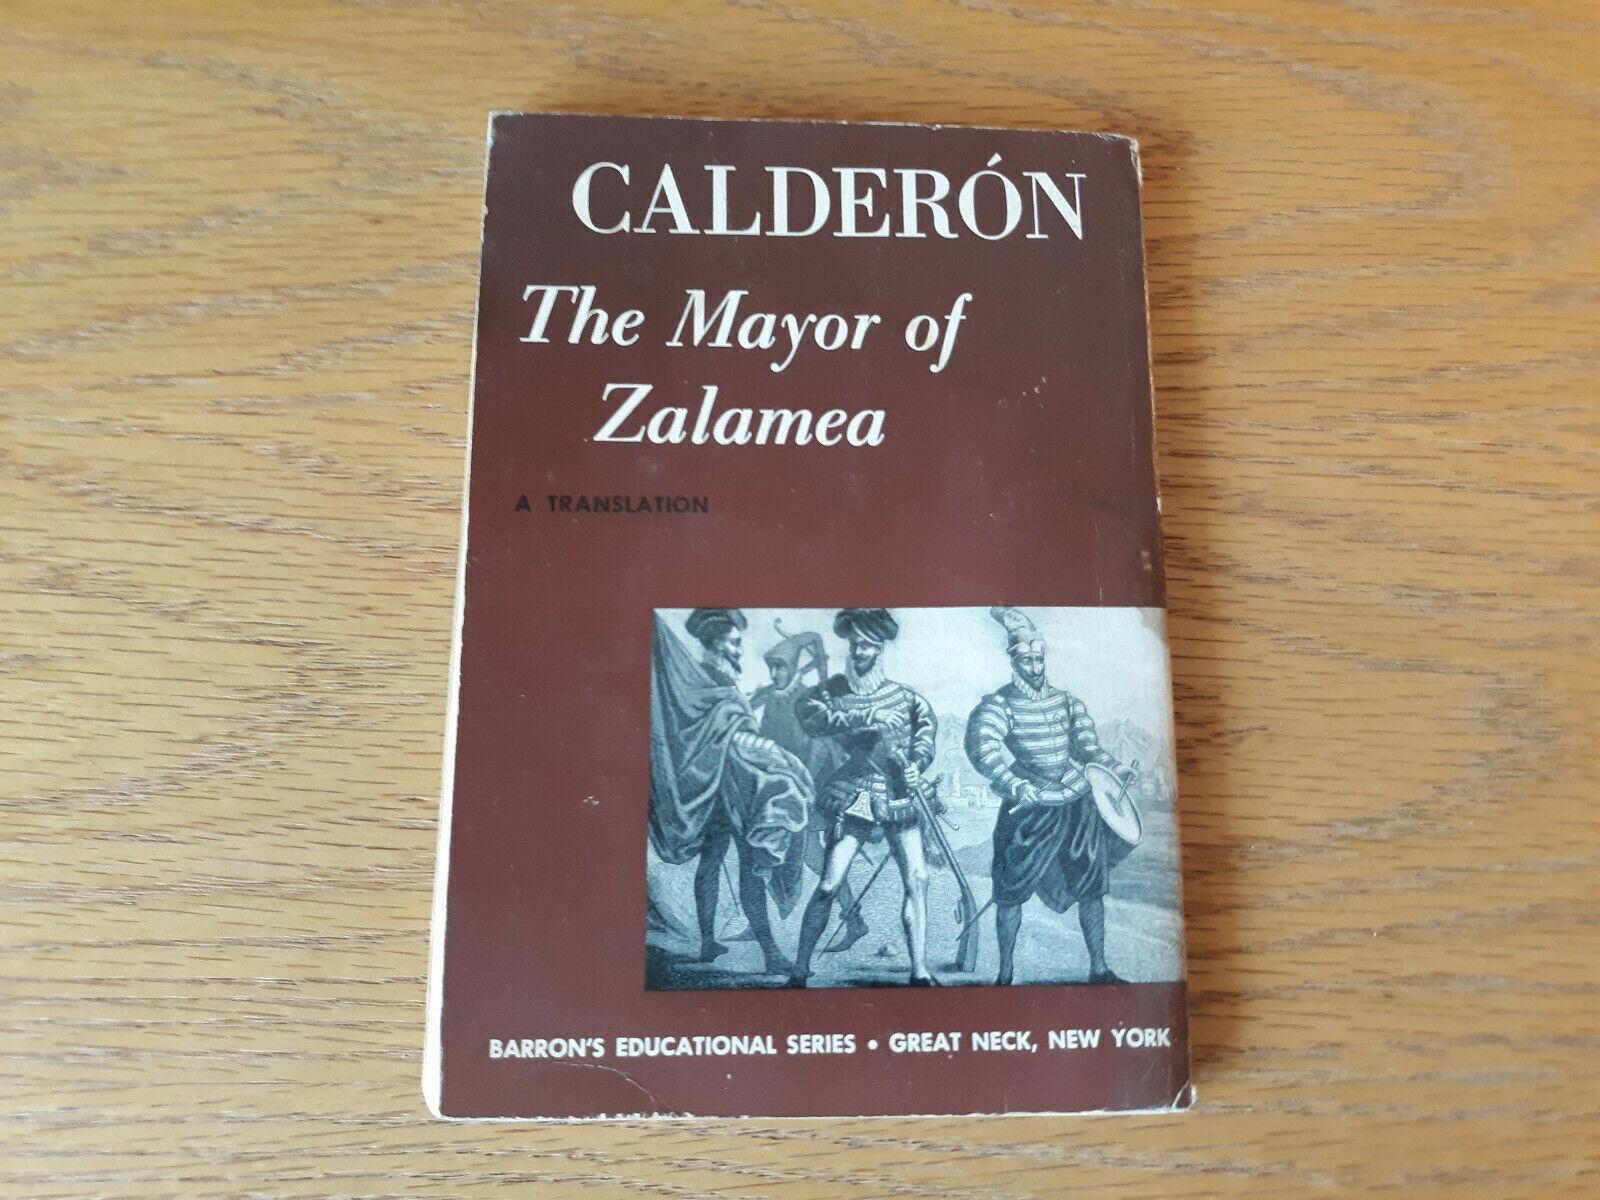 CALDERÓN
The Mayor of
Zalamea
A TRANSLATION
BARRON'S EDUCATIONAL SERIES • GREAT NECK, NEW YORK